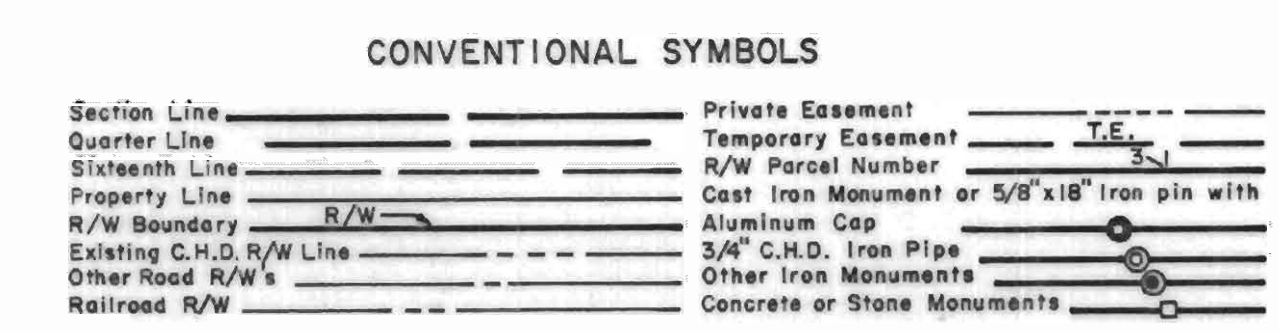 CONVENTIONAL SYMBOLS
Section Line
Quarter Line
Sixteenth Line
Property Line
R/W Boundary R/W
Existing C.H.D. R/W Line
Other Road R/W's
Railroad R/W
Private Easement
Temporary Easement T.E.
R/W Parcel Number 3
Cast Iron Monument or 5/8"x18" Iron pin with
Aluminum Cap
3/4" C.H.D. Iron Pipe
Other Iron Monuments
Concrete or Stone Monuments